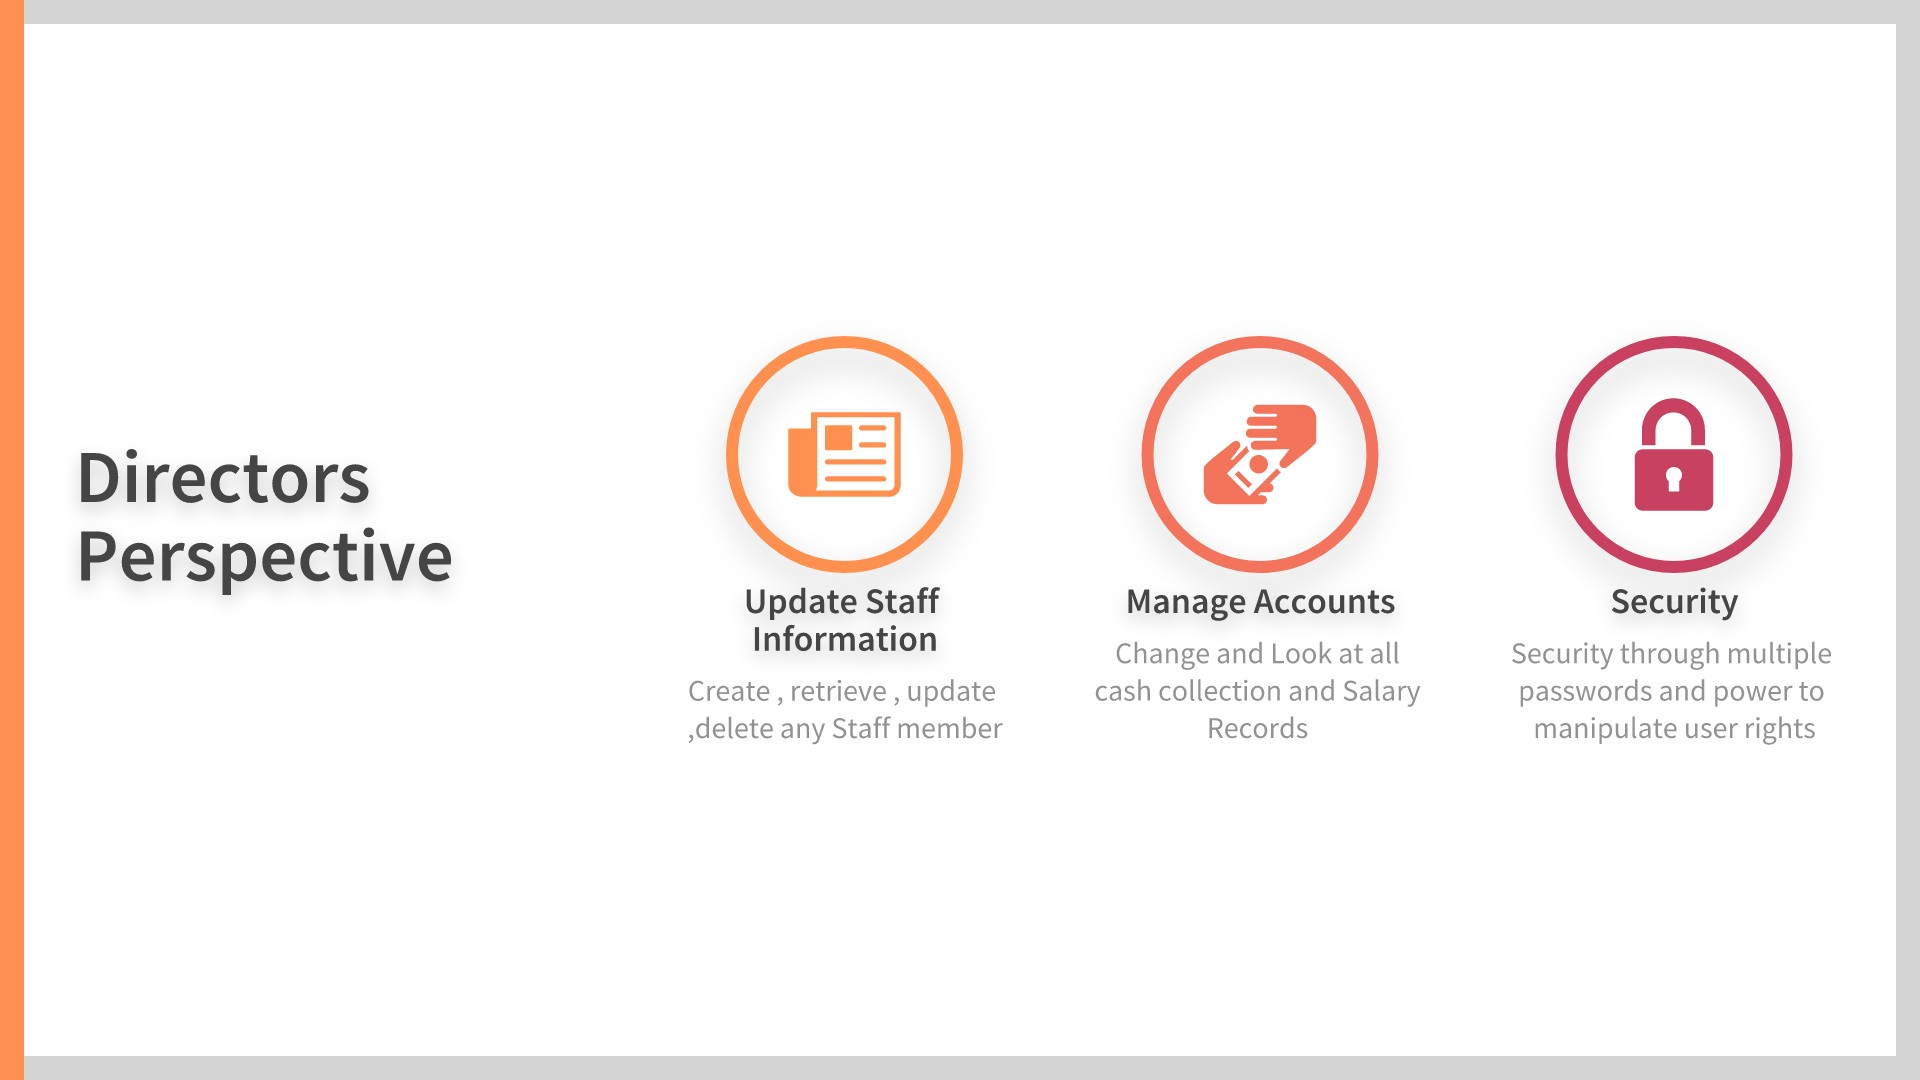 Directors
Perspective
Update Staff
Information
Create , retrieve , update
,delete any Staff member
Manage Accounts
Change and Look at all
cash collection and Salary
Records
Security
Security through multiple
passwords and power to
manipulate user rights